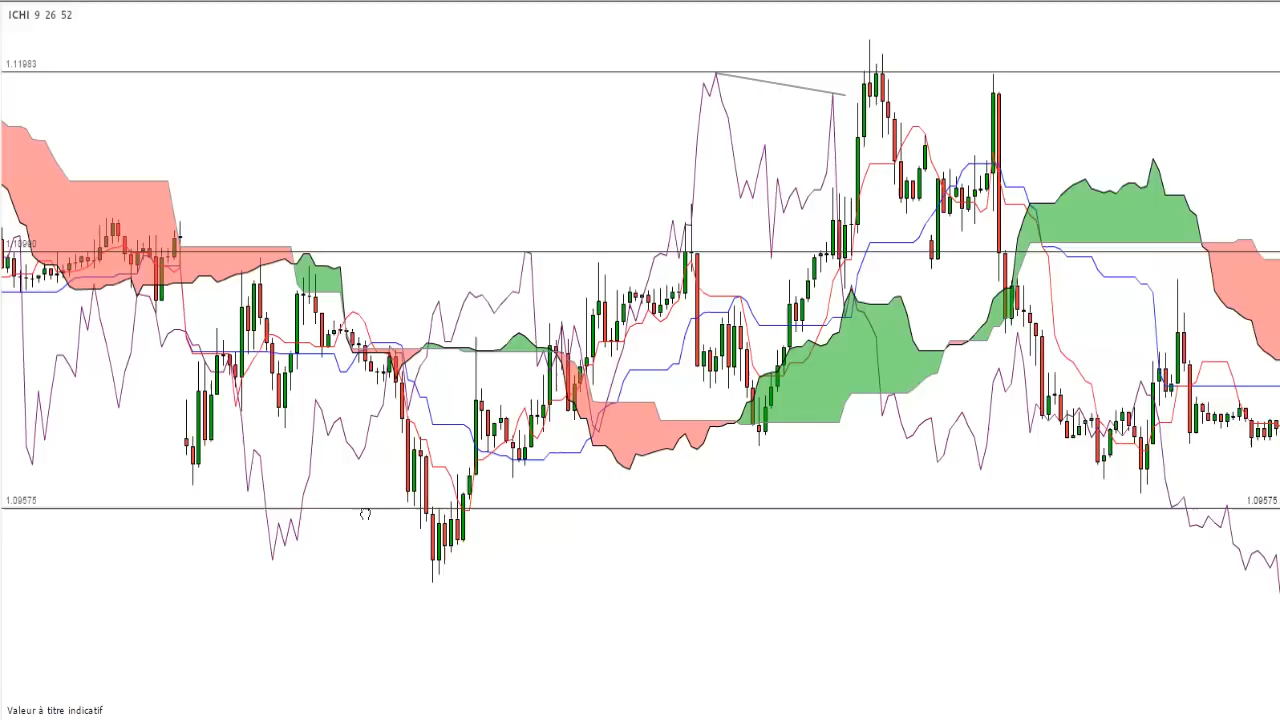 ICHI 9 26 52
1.11983
1.09575
1.09575
Valeur à titre indicatif